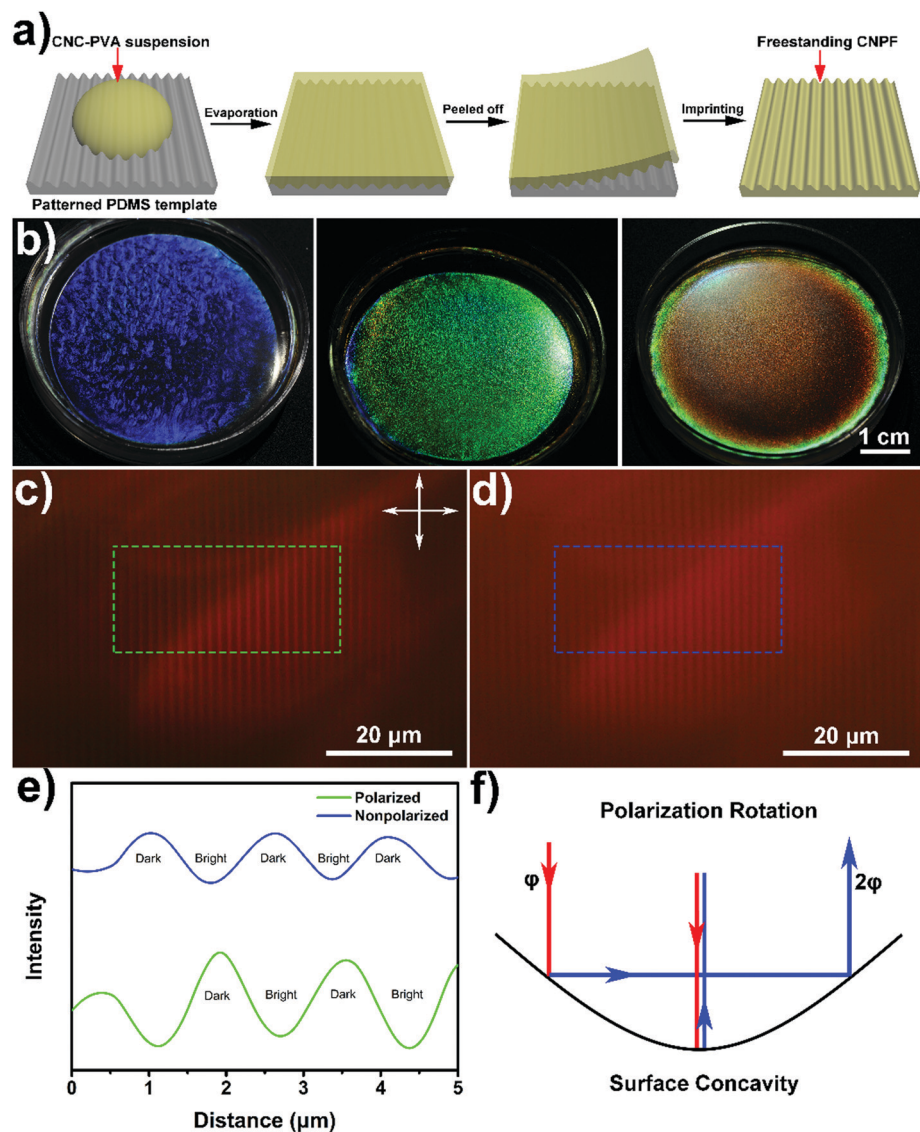 a)
CNC-PVA suspension
Freestanding CNPF
Evaporation
Peeled off
Imprinting
Patterned PDMS template
b)
1 cm
c)
d)
20 µm
20 µm
e)
Polarized
Nonpolarized
Dark
Bright
Dark
Bright
Dark
Dark
Bright
Dark
Bright
Intensity
0
1
2
3
4
5
Distance (µm)
f)
Polarization Rotation
φ
2φ
Surface Concavity